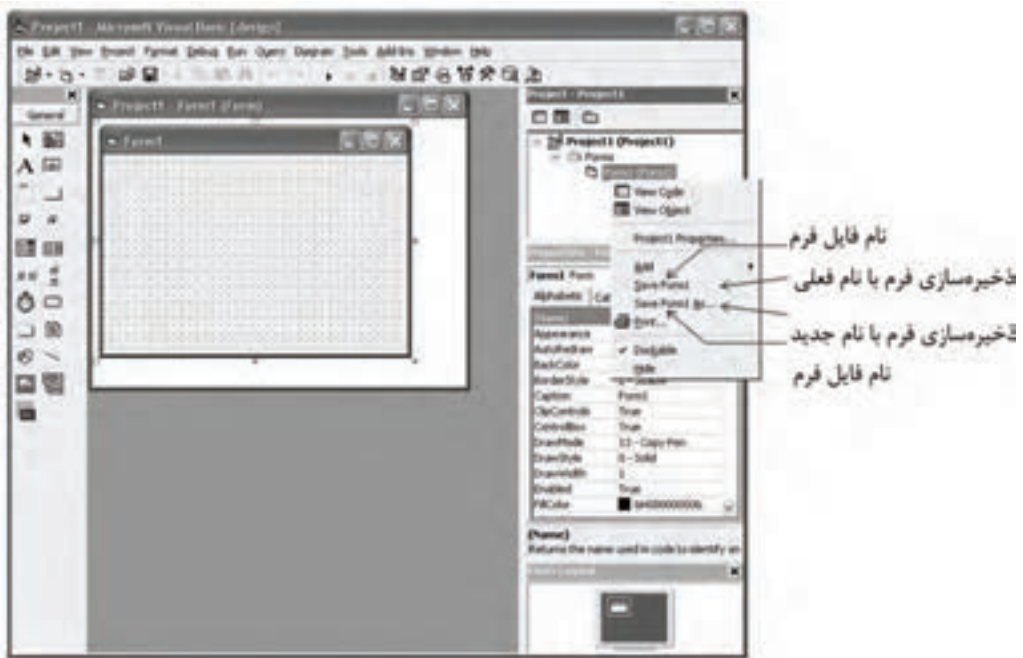 Project1 - Microsoft Visual Basic [design]
File Edit View Project Format Debug Run Query Diagram Tools Add-Ins Window Help
General
Project1 - Form1 (Form)
Form1
Project - Project1
Project1 (Project1)
Forms
View Code
View Object
Project1 Properties...
Add
Save Form1
Save Form1 As...
Print...
Dockable
Hide
نام فایل فرم
ذخیره‌سازی فرم با نام فعلی
ذخیره‌سازی فرم با نام جدید
نام فایل فرم
Form1 Form
Alphabetic
Appearance
AutoRedraw
BackColor
BorderStyle
Caption Form1
ClipControls True
ControlBox True
DrawMode 13 - Copy Pen
DrawStyle 0 - Solid
DrawWidth 1
Enabled True
FillColor
(Name)
Returns the name used in code to identify an